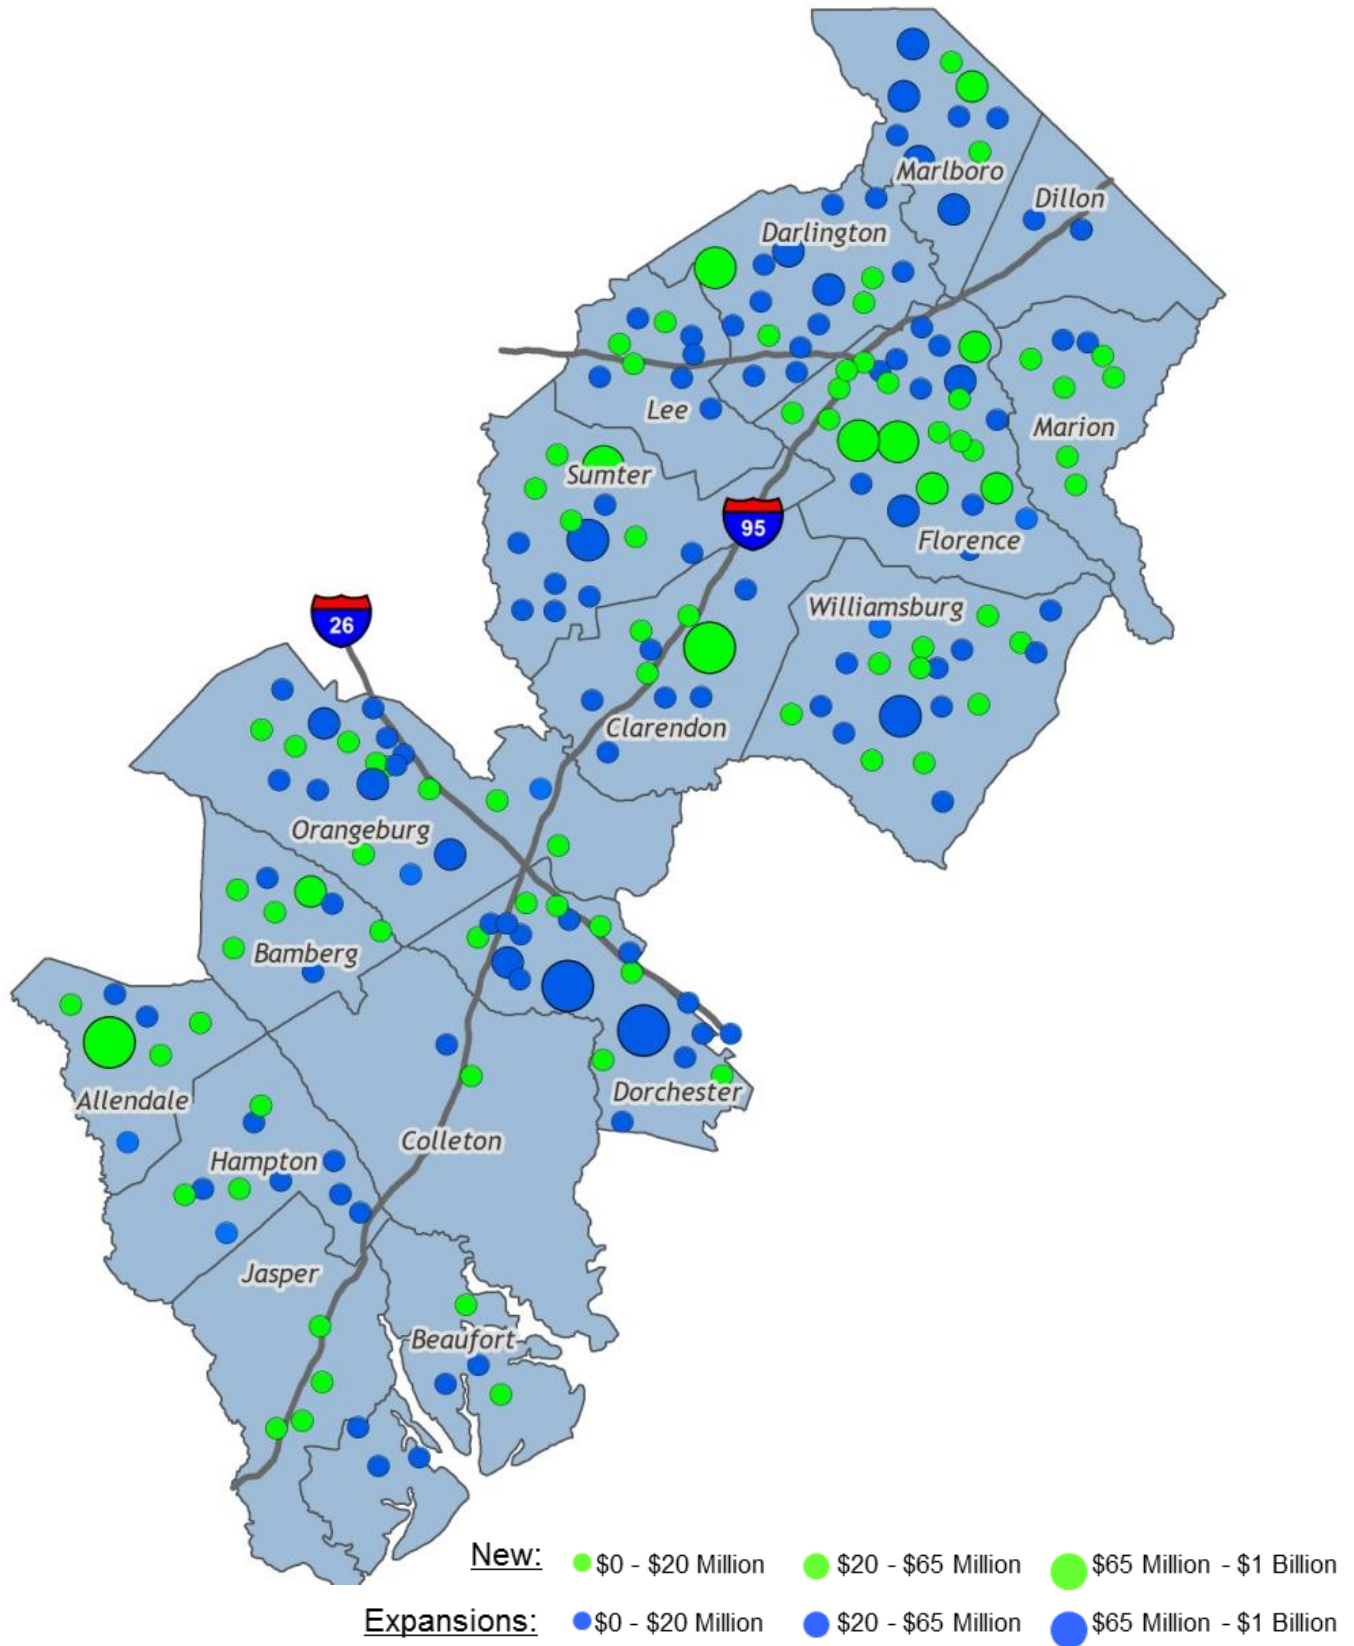 Marlboro
Dillon
Darlington
Lee
Marion
Sumter
95
Florence
26
Williamsburg
Clarendon
Orangeburg
Bamberg
Allendale
Dorchester
Colleton
Hampton
Jasper
Beaufort
New: $0 - $20 Million $20 - $65 Million $65 Million - $1 Billion
Expansions: $0 - $20 Million $20 - $65 Million $65 Million - $1 Billion